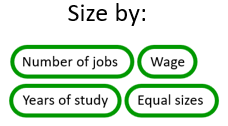 Size by:
Number of jobs Wage
Years of study Equal sizes